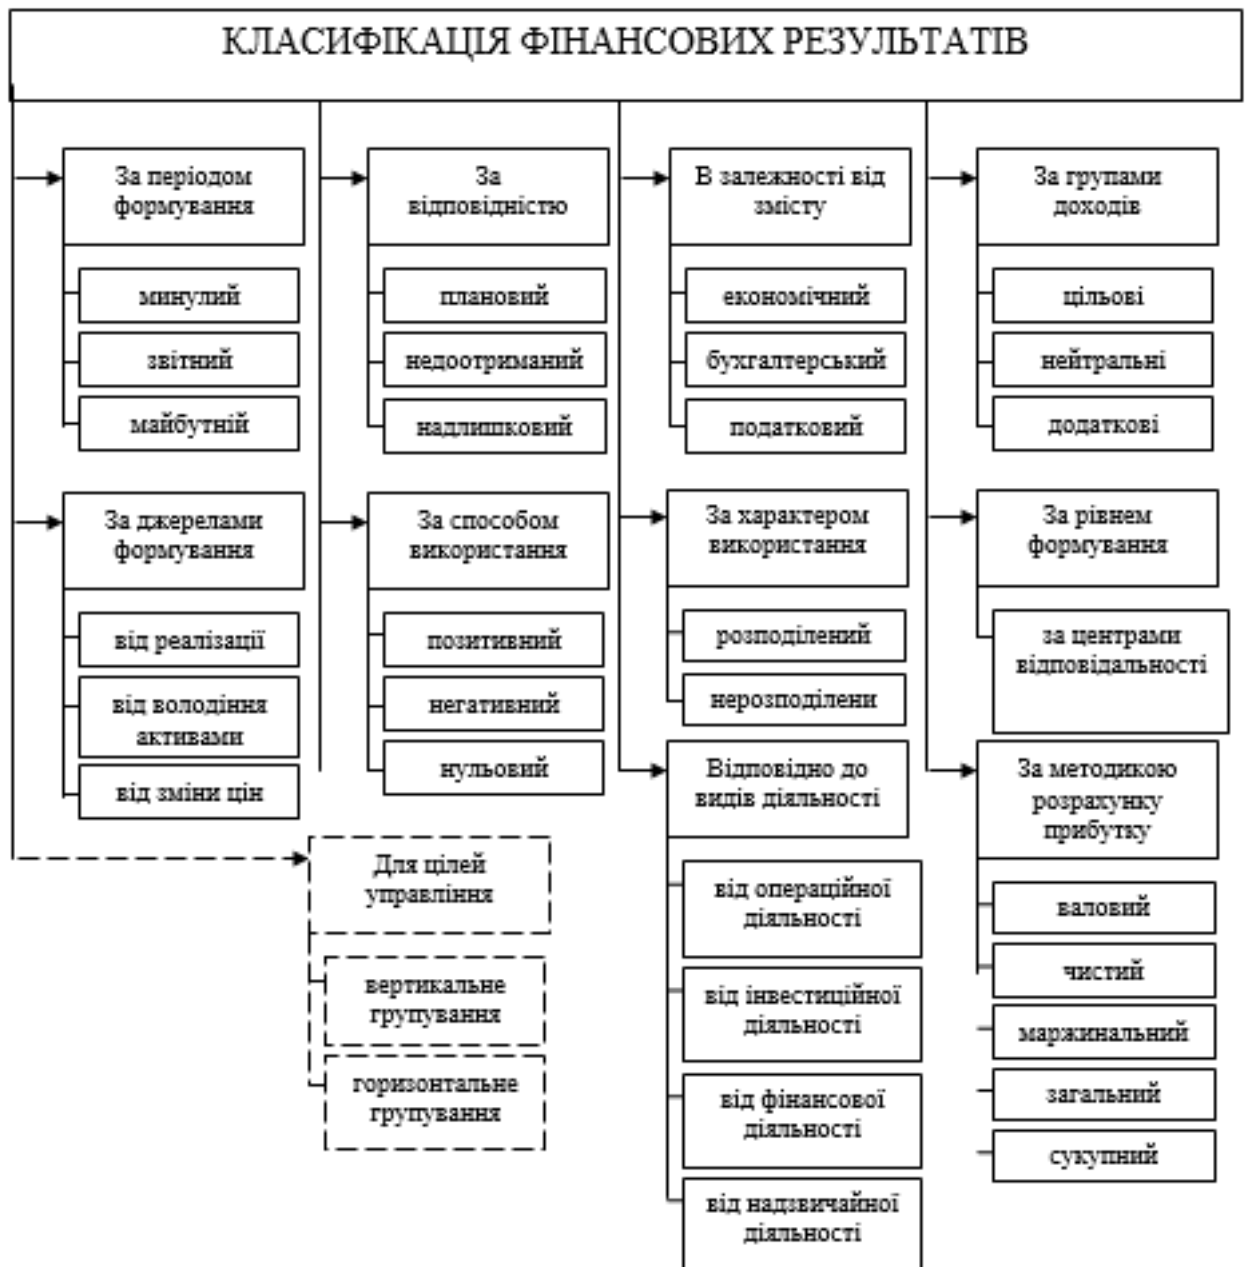 КЛАСИФІКАЦІЯ ФІНАНСОВИХ РЕЗУЛЬТАТІВ
За періодом
формування
минулий
звітний
майбутній
За джерелами
формування
від реалізації
від володіння
активами
від зміни цін
За
відповідністю
плановий
недоотриманий
надлишковий
За способом
використання
позитивний
негативний
нульовий
Для цілей
управління
вертикальне
групування
горизонтальне
групування
В залежності від
змісту
економічний
бухгалтерський
податковий
За характером
використання
розподілений
нерозподілени
Відповідно до
видів діяльності
від операційної
діяльності
від інвестиційної
діяльності
від фінансової
діяльності
від надзвичайної
діяльності
За групами
доходів
цільові
нейтральні
додаткові
За рівнем
формування
за центрами
відповідальності
За методикою
розрахунку
прибутку
валовий
чистий
маржинальний
загальний
сукупний